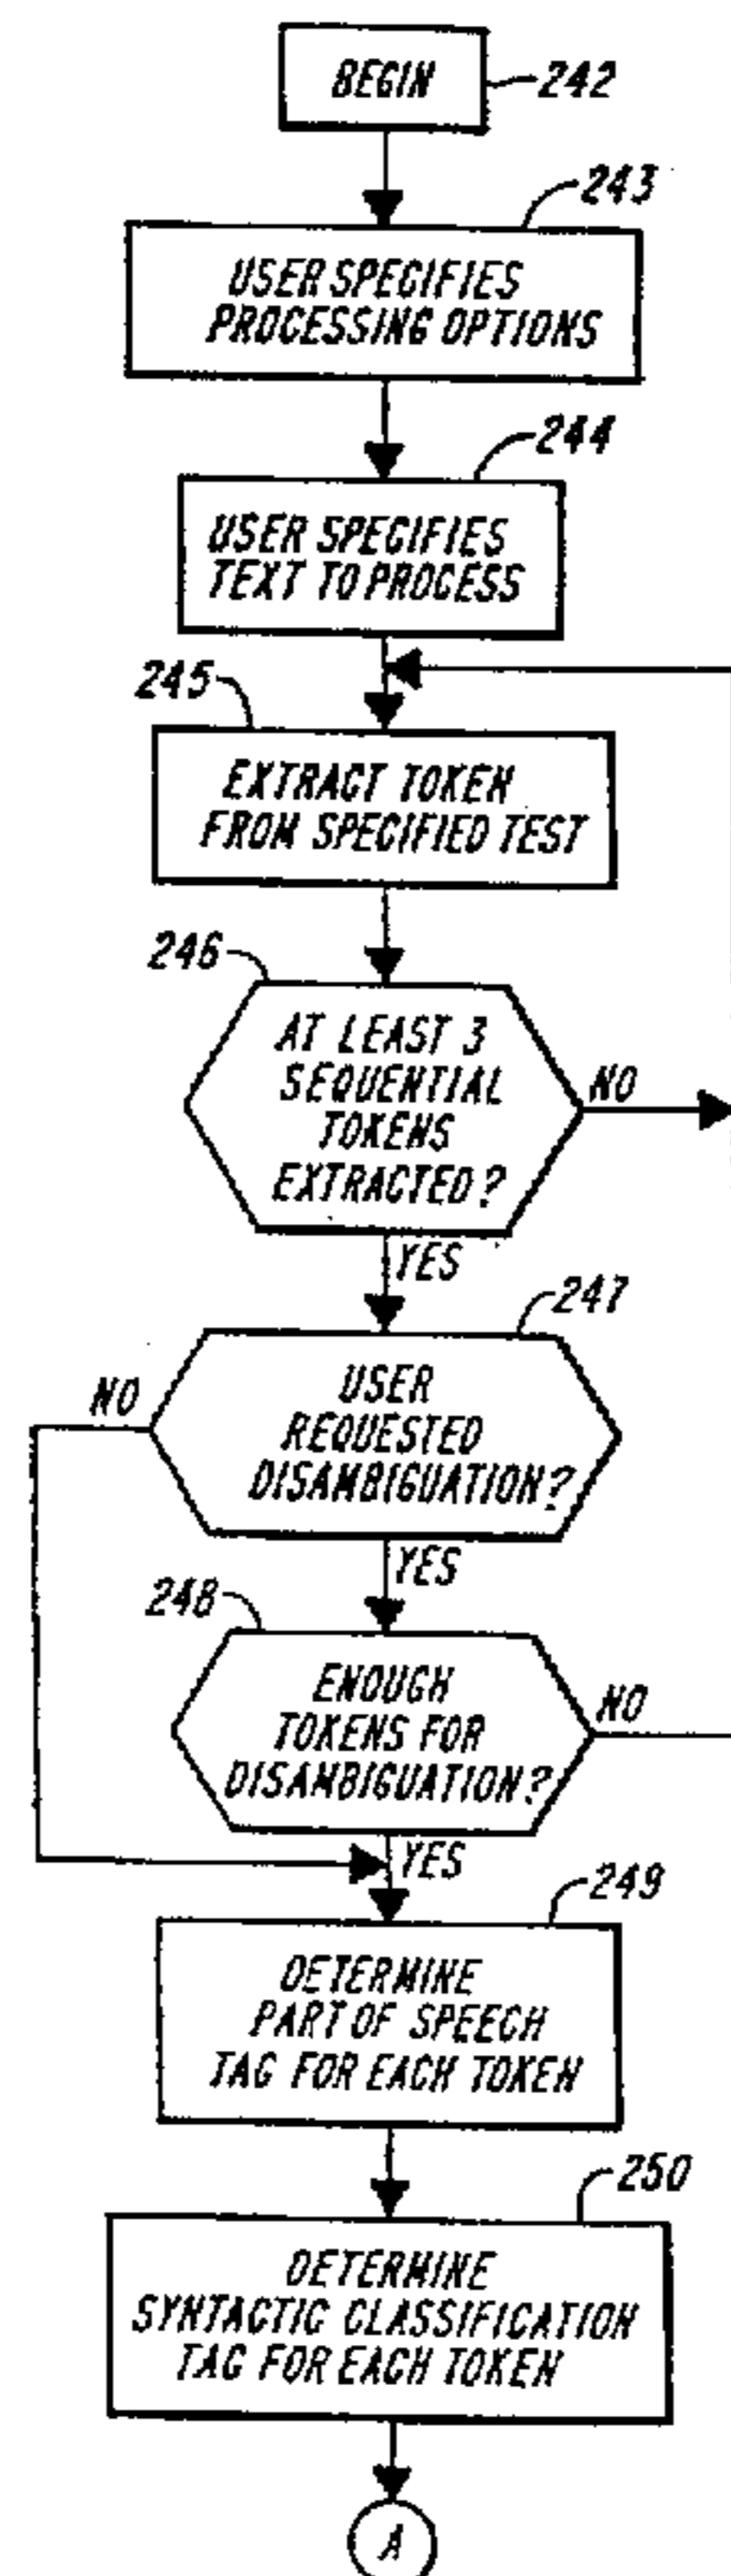 BEGIN
242
243
USER SPECIFIES
PROCESSING OPTIONS
244
USER SPECIFIES
TEXT TO PROCESS
245
EXTRACT TOKEN
FROM SPECIFIED TEST
246
AT LEAST 3
SEQUENTIAL
TOKENS
EXTRACTED?
NO
YES
247
NO
USER
REQUESTED
DISAMBIGUATION?
YES
248
ENOUGH
TOKENS FOR
DISAMBIGUATION?
NO
YES
249
DETERMINE
PART OF SPEECH
TAG FOR EACH TOKEN
250
DETERMINE
SYNTACTIC CLASSIFICATION
TAG FOR EACH TOKEN
A